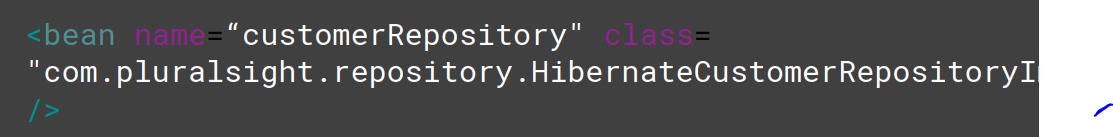 <bean name=“customerRepository" class=
"com.pluralsight.repository.HibernateCustomerRepositoryI
/>